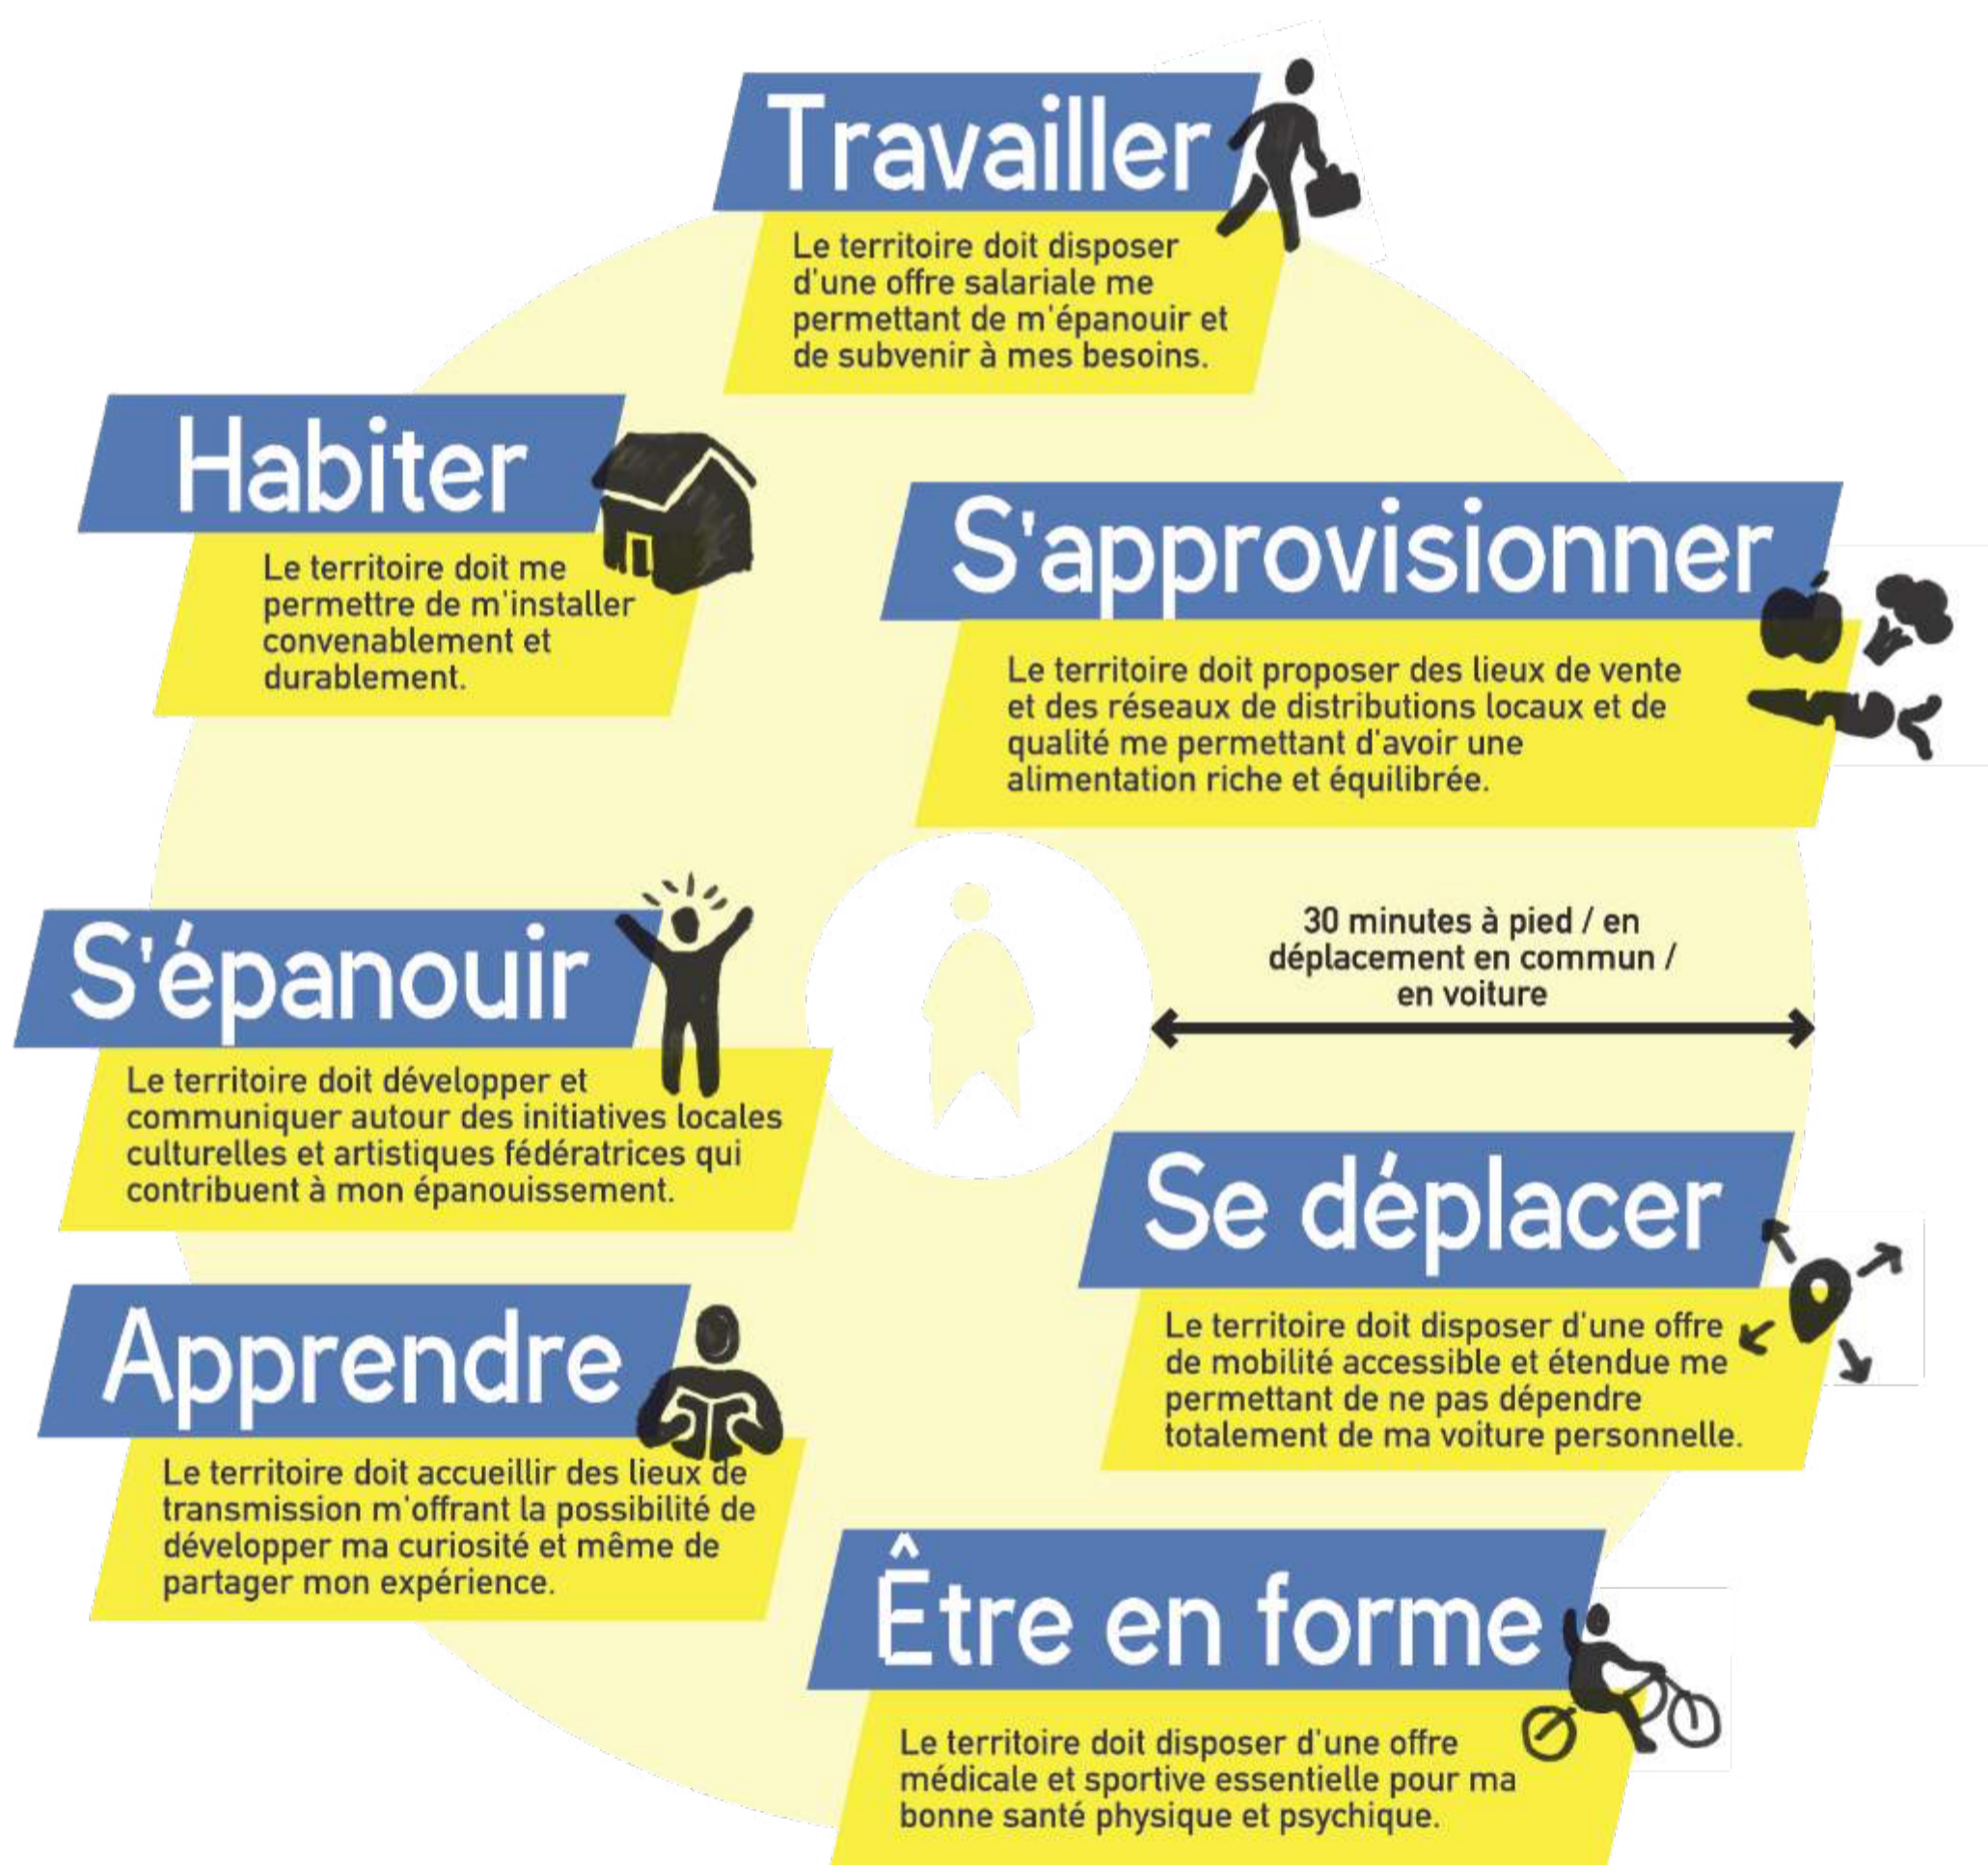 Travailler
Le territoire doit disposer
d'une offre salariale me
permettant de m'épanouir et
de subvenir à mes besoins.
Habiter
Le territoire doit me
permettre de m'installer
convenablement et
durablement.
S'approvisionner
Le territoire doit proposer des lieux de vente
et des réseaux de distributions locaux et de
qualité me permettant d'avoir une
alimentation riche et équilibrée.
S'épanouir
Le territoire doit développer et
communiquer autour des initiatives locales
culturelles et artistiques fédératrices qui
contribuent à mon épanouissement.
30 minutes à pied / en
déplacement en commun /
en voiture
Se déplacer
Le territoire doit disposer d'une offre
de mobilité accessible et étendue me
permettant de ne pas dépendre
totalement de ma voiture personnelle.
Apprendre
Le territoire doit accueillir des lieux de
transmission m'offrant la possibilité de
développer ma curiosité et même de
partager mon expérience.
Être en forme
Le territoire doit disposer d'une offre
médicale et sportive essentielle pour ma
bonne santé physique et psychique.